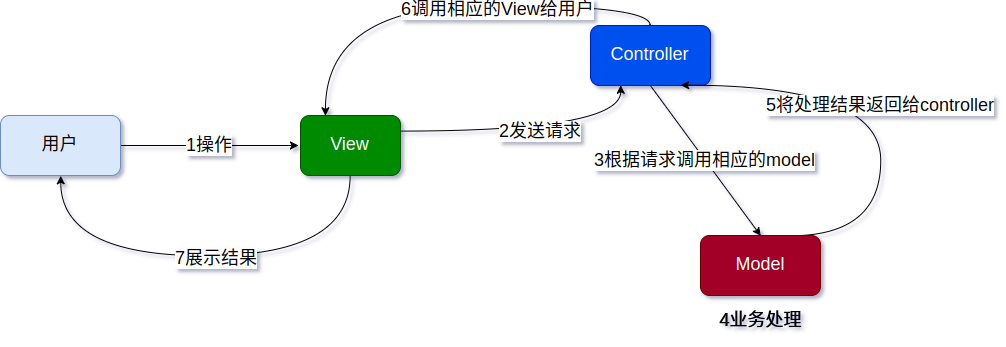 6调用相应的View给用户
Controller
5将处理结果返回给controller
用户
1操作
View
2发送请求
3根据请求调用相应的model
7展示结果
Model
4业务处理